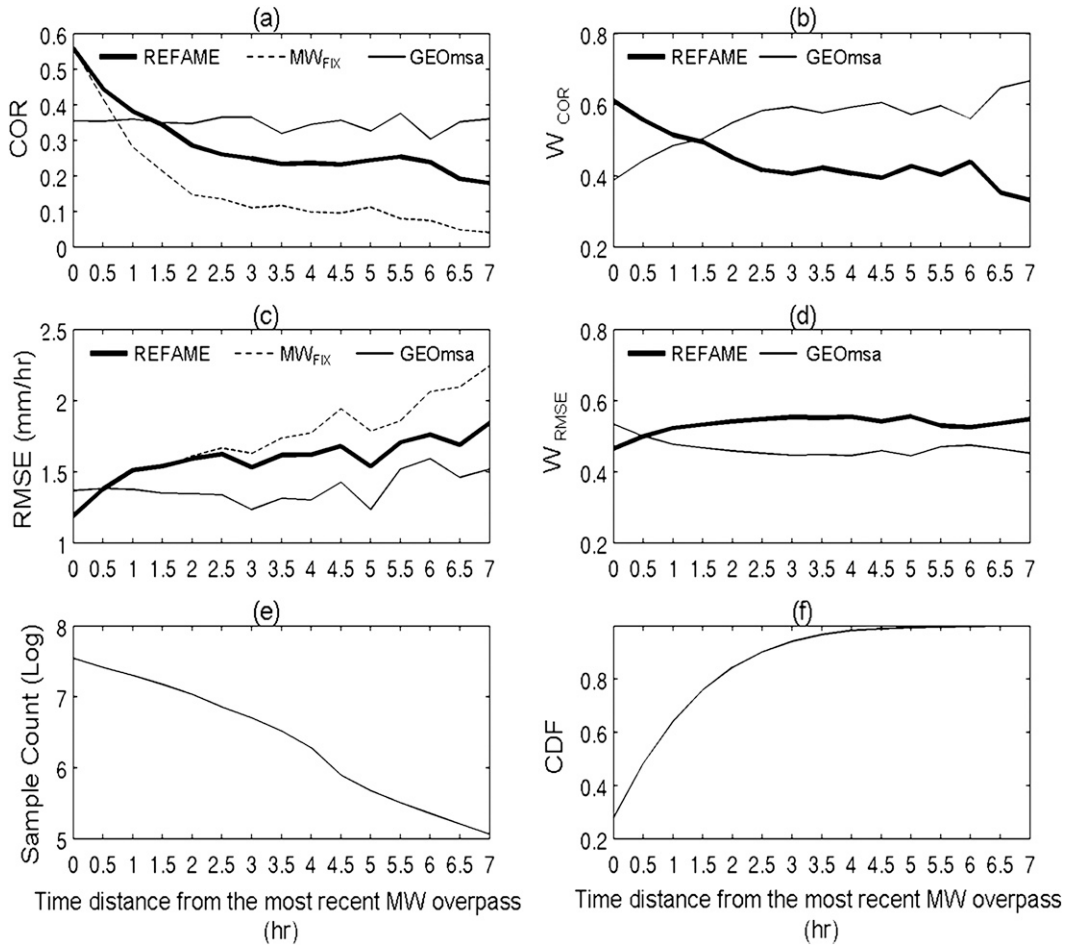 (a)
REFAME MW_FIX GEOmsa
COR
0.6
0.5
0.4
0.3
0.2
0.1
0
0 0.5 1 1.5 2 2.5 3 3.5 4 4.5 5 5.5 6 6.5 7
(b)
REFAME GEOmsa
W COR
0.8
0.6
0.4
0.2
0 0.5 1 1.5 2 2.5 3 3.5 4 4.5 5 5.5 6 6.5 7
(c)
REFAME MW_FIX GEOmsa
RMSE (mm/hr)
2.5
2
1.5
1
0 0.5 1 1.5 2 2.5 3 3.5 4 4.5 5 5.5 6 6.5 7
(d)
REFAME GEOmsa
W RMSE
0.8
0.6
0.4
0.2
0 0.5 1 1.5 2 2.5 3 3.5 4 4.5 5 5.5 6 6.5 7
(e)
Sample Count (Log)
8
7
6
5
0 0.5 1 1.5 2 2.5 3 3.5 4 4.5 5 5.5 6 6.5 7
Time distance from the most recent MW overpass
(hr)
(f)
CDF
0.8
0.6
0.4
0.2
0 0.5 1 1.5 2 2.5 3 3.5 4 4.5 5 5.5 6 6.5 7
Time distance from the most recent MW overpass
(hr)